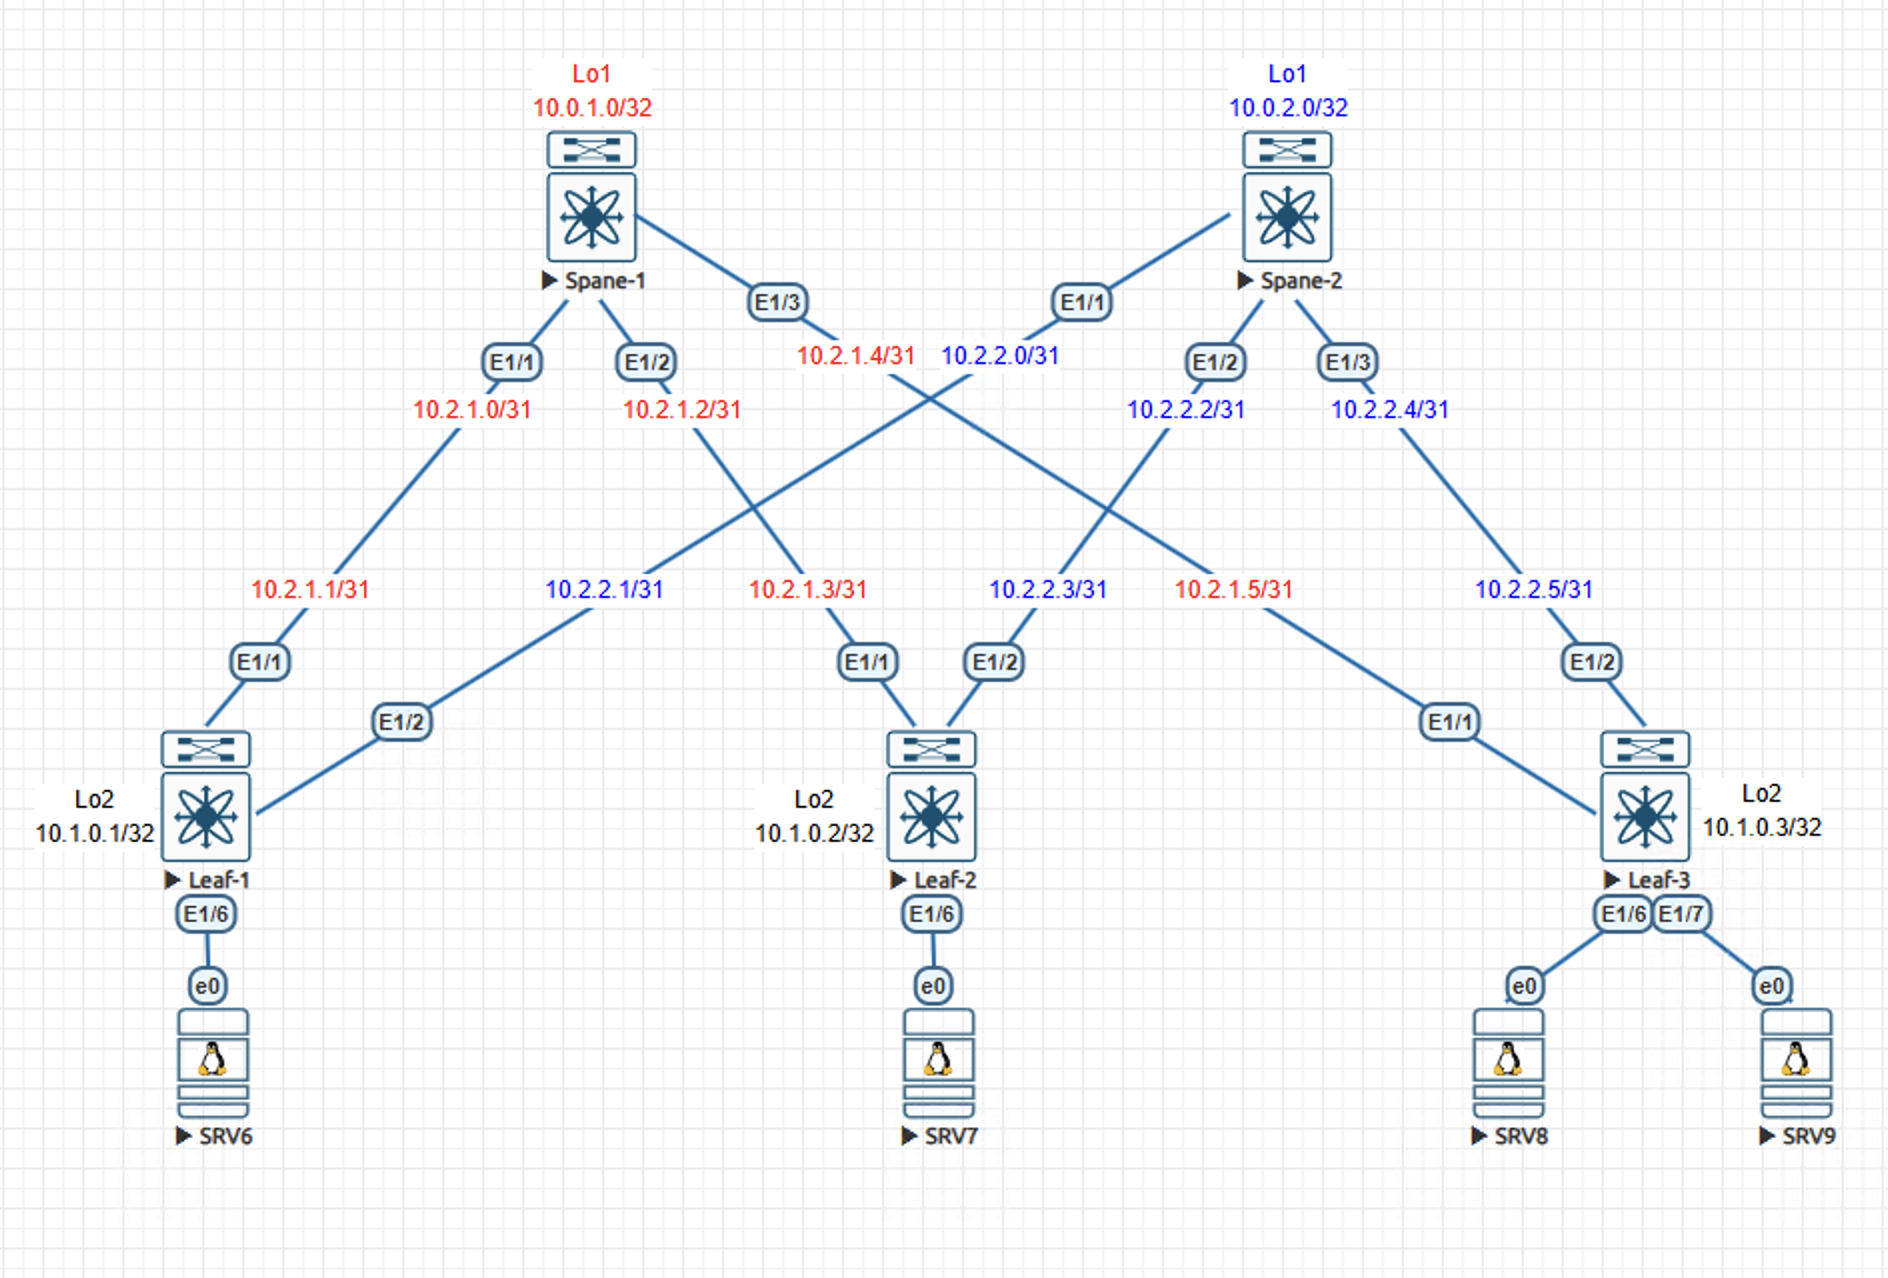 Lo1
10.0.1.0/32
Lo1
10.0.2.0/32
Spane-1
Spane-2
E1/3
E1/1
E1/1
E1/2
10.2.1.4/31
10.2.2.0/31
E1/2
E1/3
10.2.1.0/31
10.2.1.2/31
10.2.2.2/31
10.2.2.4/31
10.2.1.1/31
10.2.2.1/31
10.2.1.3/31
10.2.2.3/31
10.2.1.5/31
10.2.2.5/31
E1/1
E1/1
E1/2
E1/2
E1/2
E1/1
Lo2
10.1.0.1/32
Lo2
10.1.0.2/32
Lo2
10.1.0.3/32
Leaf-1
Leaf-2
Leaf-3
E1/6
E1/6
E1/6
E1/7
e0
e0
e0
e0
SRV6
SRV7
SRV8
SRV9